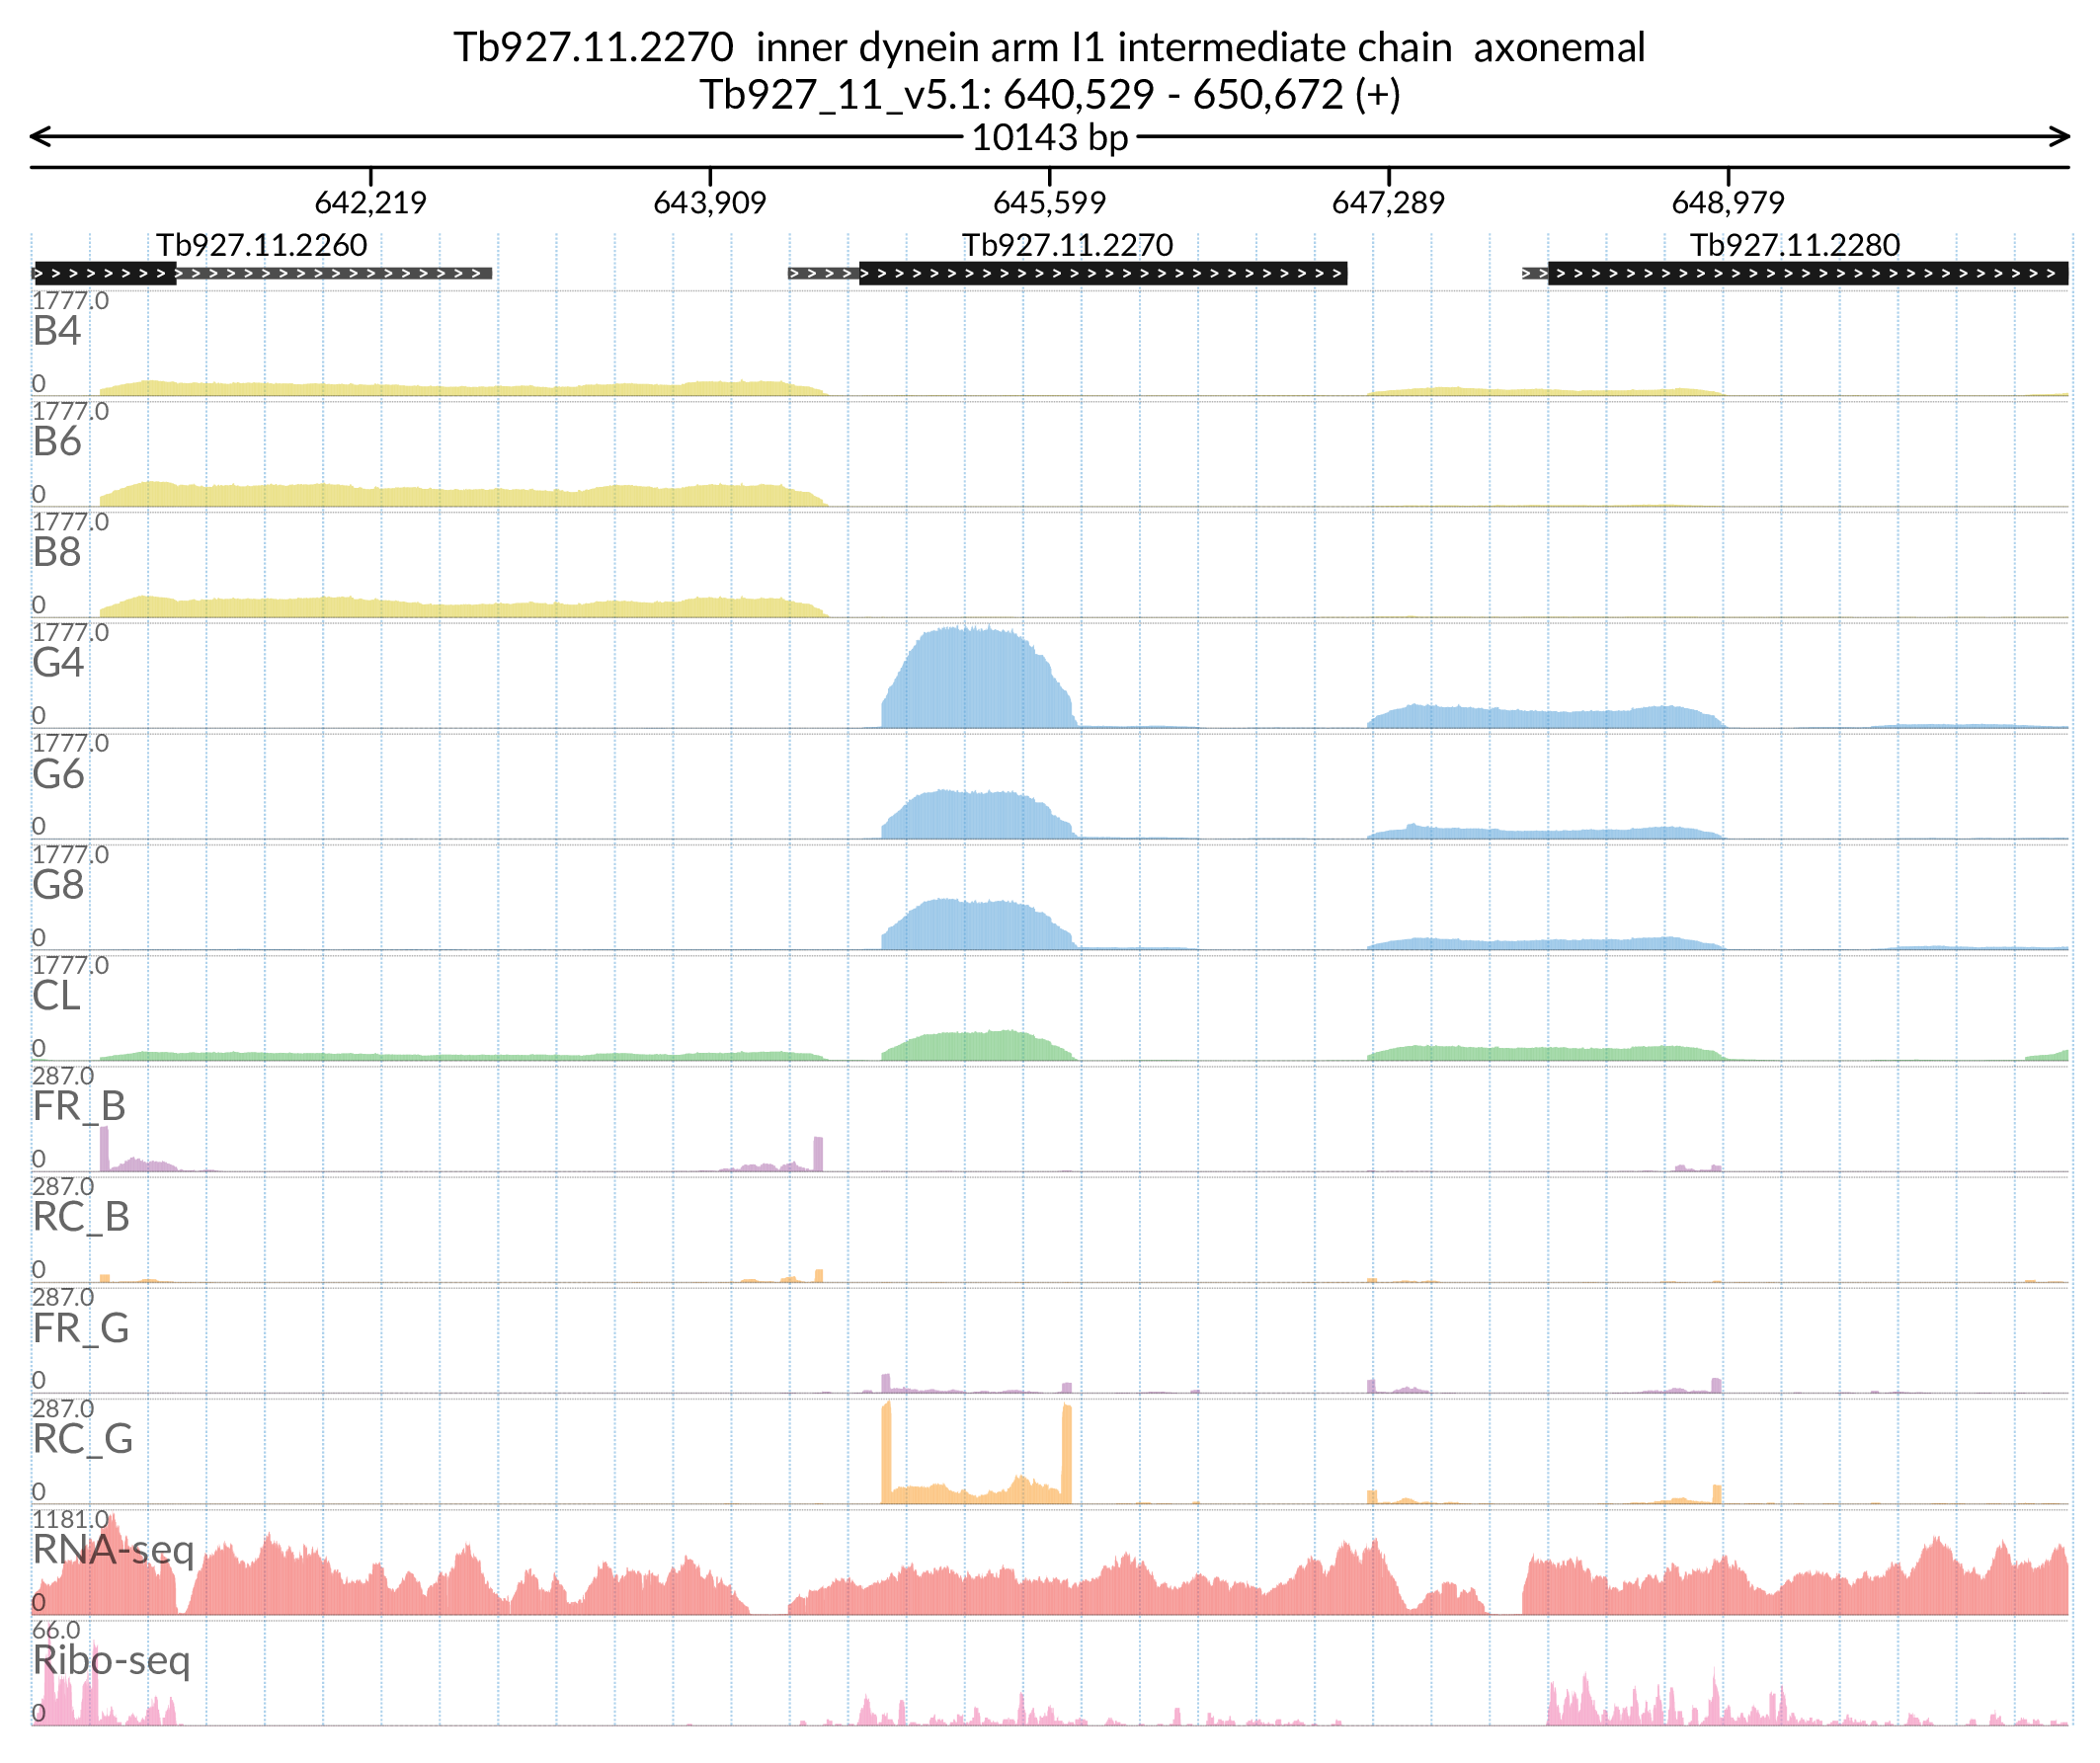 Tb927.11.2270  inner dynein arm I1 intermediate chain  axonemal
Tb927_11_v5.1: 640,529 - 650,672 (+)
10143 bp
642,219 643,909 645,599 647,289 648,979
Tb927.11.2260 Tb927.11.2270 Tb927.11.2280
1777.0
B4
0
1777.0
B6
0
1777.0
B8
0
1777.0
G4
0
1777.0
G6
0
1777.0
G8
0
1777.0
CL
0
287.0
FR_B
0
287.0
RC_B
0
287.0
FR_G
0
287.0
RC_G
0
1181.0
RNA-seq
0
66.0
Ribo-seq
0